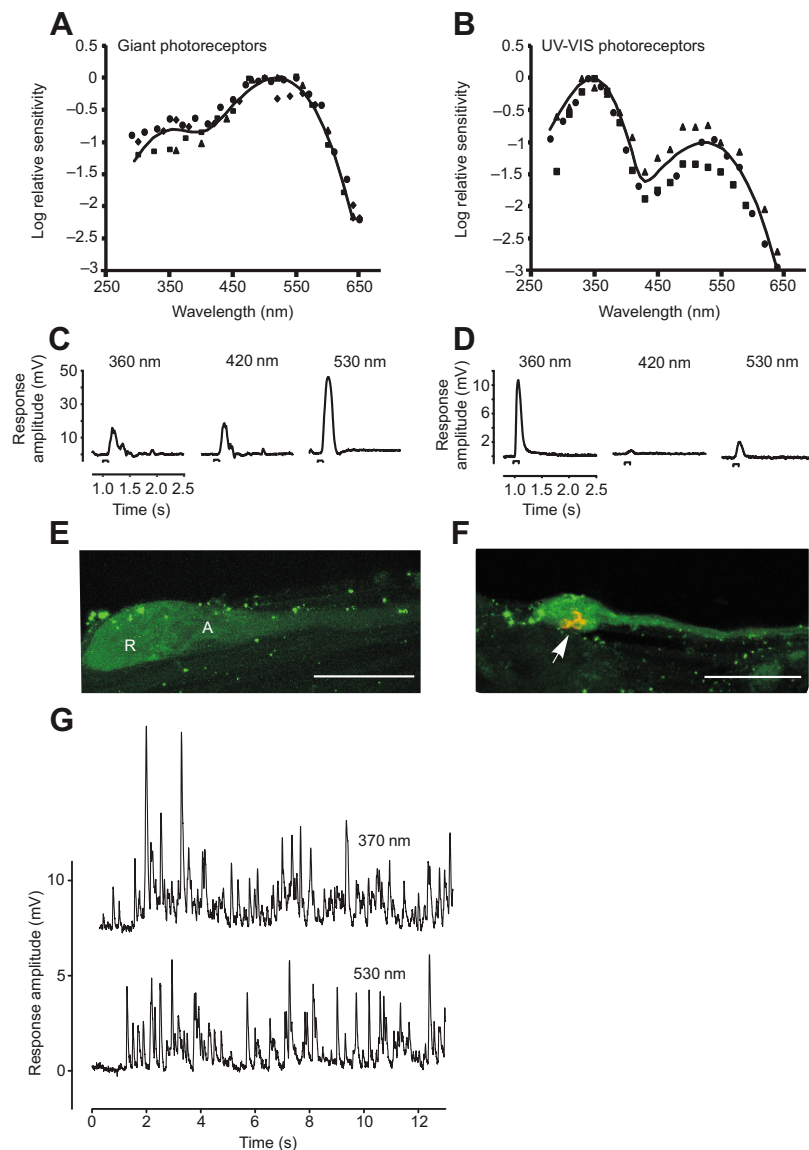 A
Giant photoreceptors
0.5
0
–0.5
–1
–1.5
–2
–2.5
–3
Log relative sensitivity
250 350 450 550 650
Wavelength (nm)
B
UV-VIS photoreceptors
0.5
0
–0.5
–1
–1.5
–2
–2.5
–3
Log relative sensitivity
250 350 450 550 650
Wavelength (nm)
C
360 nm 420 nm 530 nm
50
30
10
Response amplitude (mV)
1.0 1.5 2.0 2.5
Time (s)
D
360 nm 420 nm 530 nm
10
6
2
Response amplitude (mV)
1.0 1.5 2.0 2.5
Time (s)
E
R
A
F
G
370 nm
530 nm
10
5
0
Response amplitude (mV)
0 2 4 6 8 10 12
Time (s)